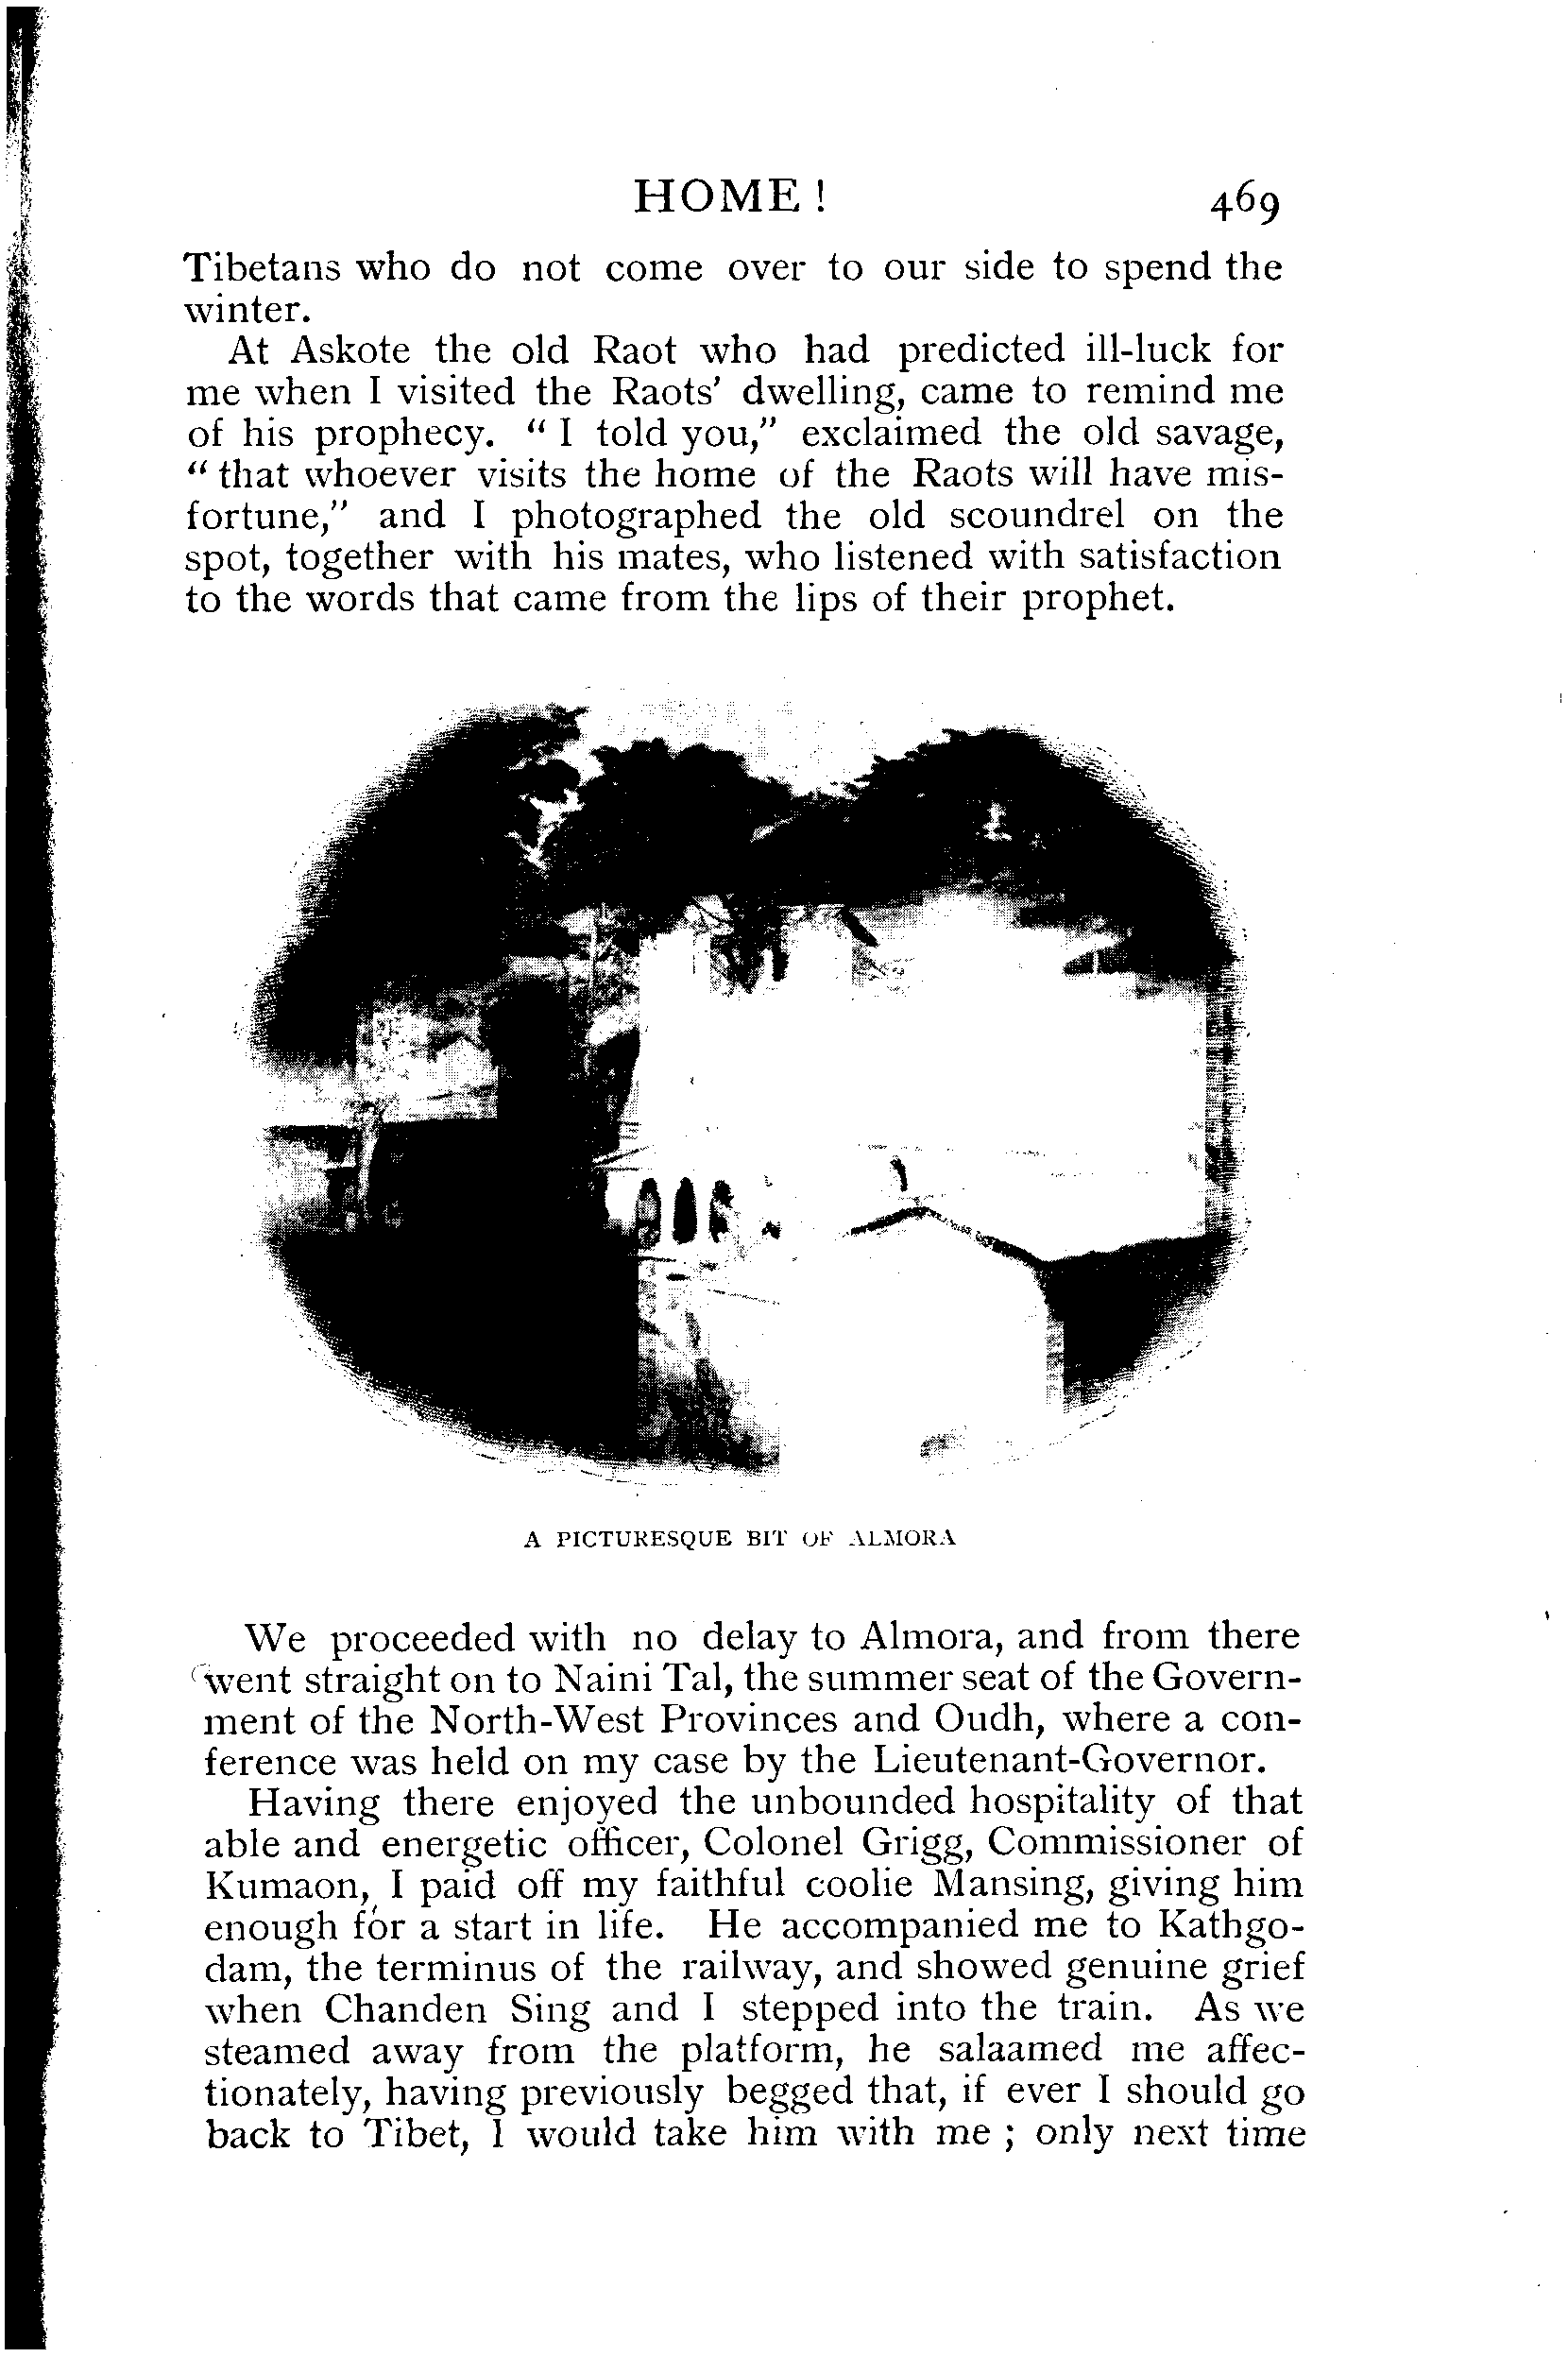 HOME! 469
Tibetans who do not come over to our side to spend the
winter.
At Askote the old Raot who had predicted ill-luck for
me when I visited the Raots' dwelling, came to remind me
of his prophecy. "I told you," exclaimed the old savage,
"that whoever visits the home of the Raots will have mis-
fortune," and I photographed the old scoundrel on the
spot, together with his mates, who listened with satisfaction
to the words that came from the lips of their prophet.
A PICTURESQUE BIT OF ALMORA
We proceeded with no delay to Almora, and from there
went straight on to Naini Tal, the summer seat of the Govern-
ment of the North-West Provinces and Oudh, where a con-
ference was held on my case by the Lieutenant-Governor.
Having there enjoyed the unbounded hospitality of that
able and energetic officer, Colonel Grigg, Commissioner of
Kumaon, I paid off my faithful coolie Mansing, giving him
enough for a start in life. He accompanied me to Kathgo-
dam, the terminus of the railway, and showed genuine grief
when Chanden Sing and I stepped into the train. As we
steamed away from the platform, he salaamed me affec-
tionately, having previously begged that, if ever I should go
back to Tibet, I would take him with me; only next time